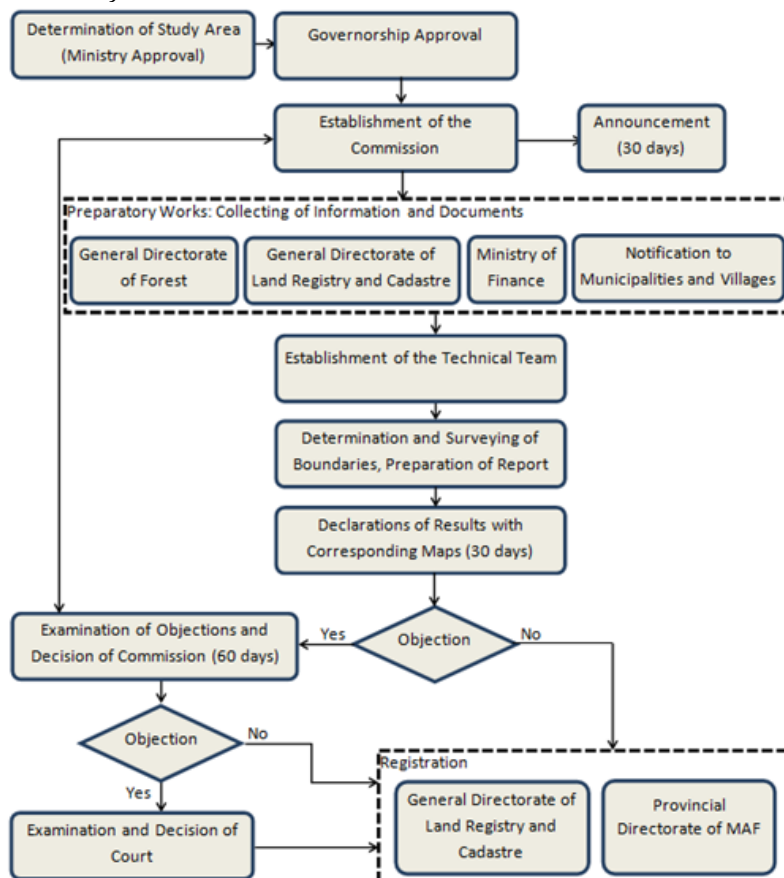 Determination of Study Area
(Ministry Approval)
Governorship Approval
Establishment of the
Commission
Announcement
(30 days)
Preparatory Works: Collecting of Information and Documents
General Directorate
of Forest
General Directorate of
Land Registry and Cadastre
Ministry of
Finance
Notification to
Municipalities and Villages
Establishment of the Technical Team
Determination and Surveying of
Boundaries, Preparation of Report
Declarations of Results with
Corresponding Maps (30 days)
Examination of Objections and
Decision of Commission (60 days)
Yes
Objection
No
Objection
No
Yes
Registration
General Directorate of
Land Registry and
Cadastre
Provincial
Directorate of MAF
Examination and Decision of
Court